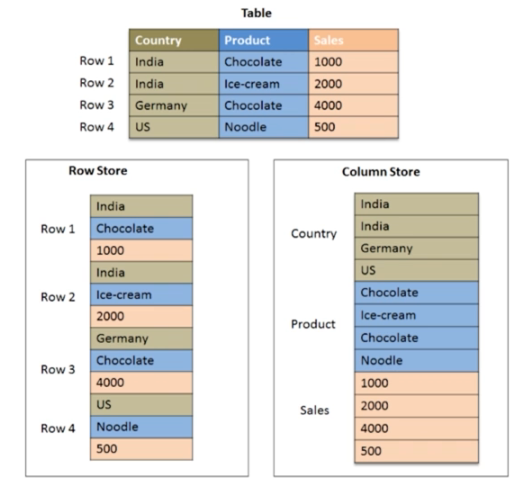 Table
Country Product Sales
Row 1 India Chocolate 1000
Row 2 India Ice-cream 2000
Row 3 Germany Chocolate 4000
Row 4 US Noodle 500
Row Store
India
Row 1 Chocolate
1000
India
Row 2 Ice-cream
2000
Germany
Row 3 Chocolate
4000
US
Row 4 Noodle
500
Column Store
Country
India
India
Germany
US
Product
Chocolate
Ice-cream
Chocolate
Noodle
Sales
1000
2000
4000
500